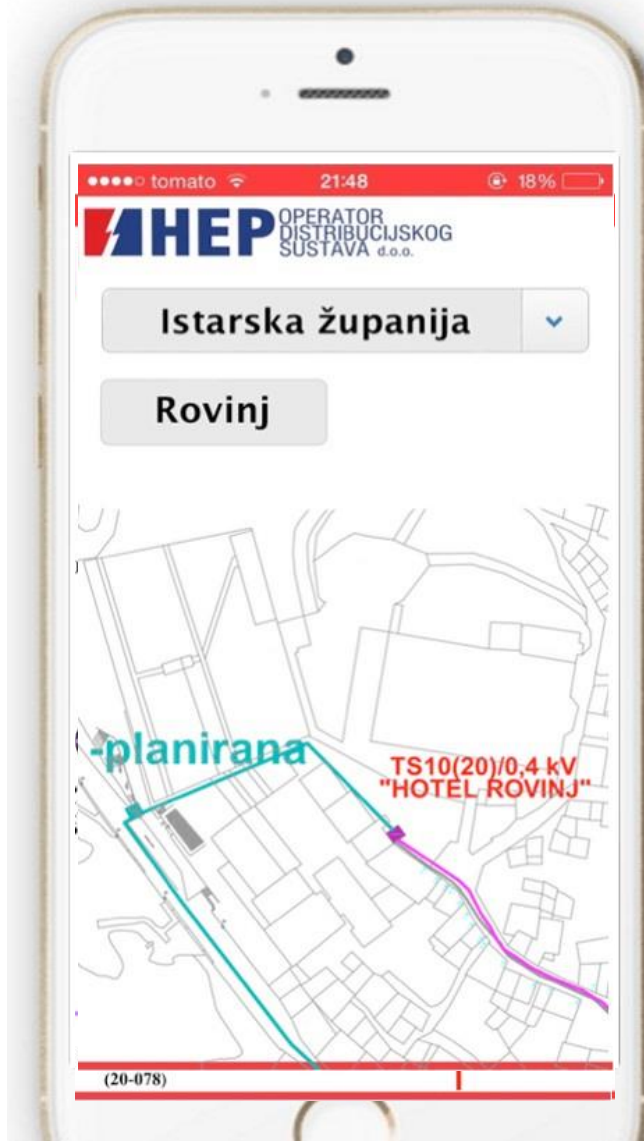 tomato 21:48 18%
HEP OPERATOR
DISTRIBUCIJSKOG
SUSTAVA d.o.o.
Istarska županija
Rovinj
-planirana
TS10(20)/0,4 kV
"HOTEL ROVINJ"
(20-078)